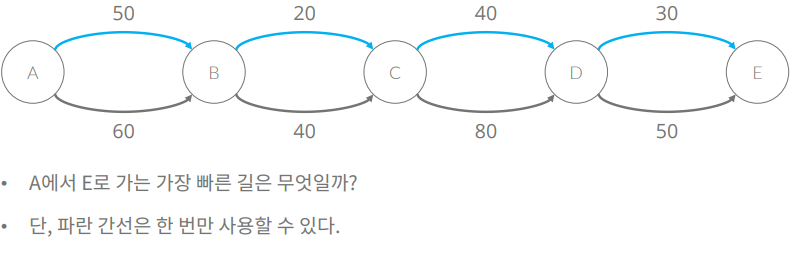 50 20 40 30
A B C D E
60 40 80 50
• A에서 E로 가는 가장 빠른 길은 무엇일까?
• 단, 파란 간선은 한 번만 사용할 수 있다.